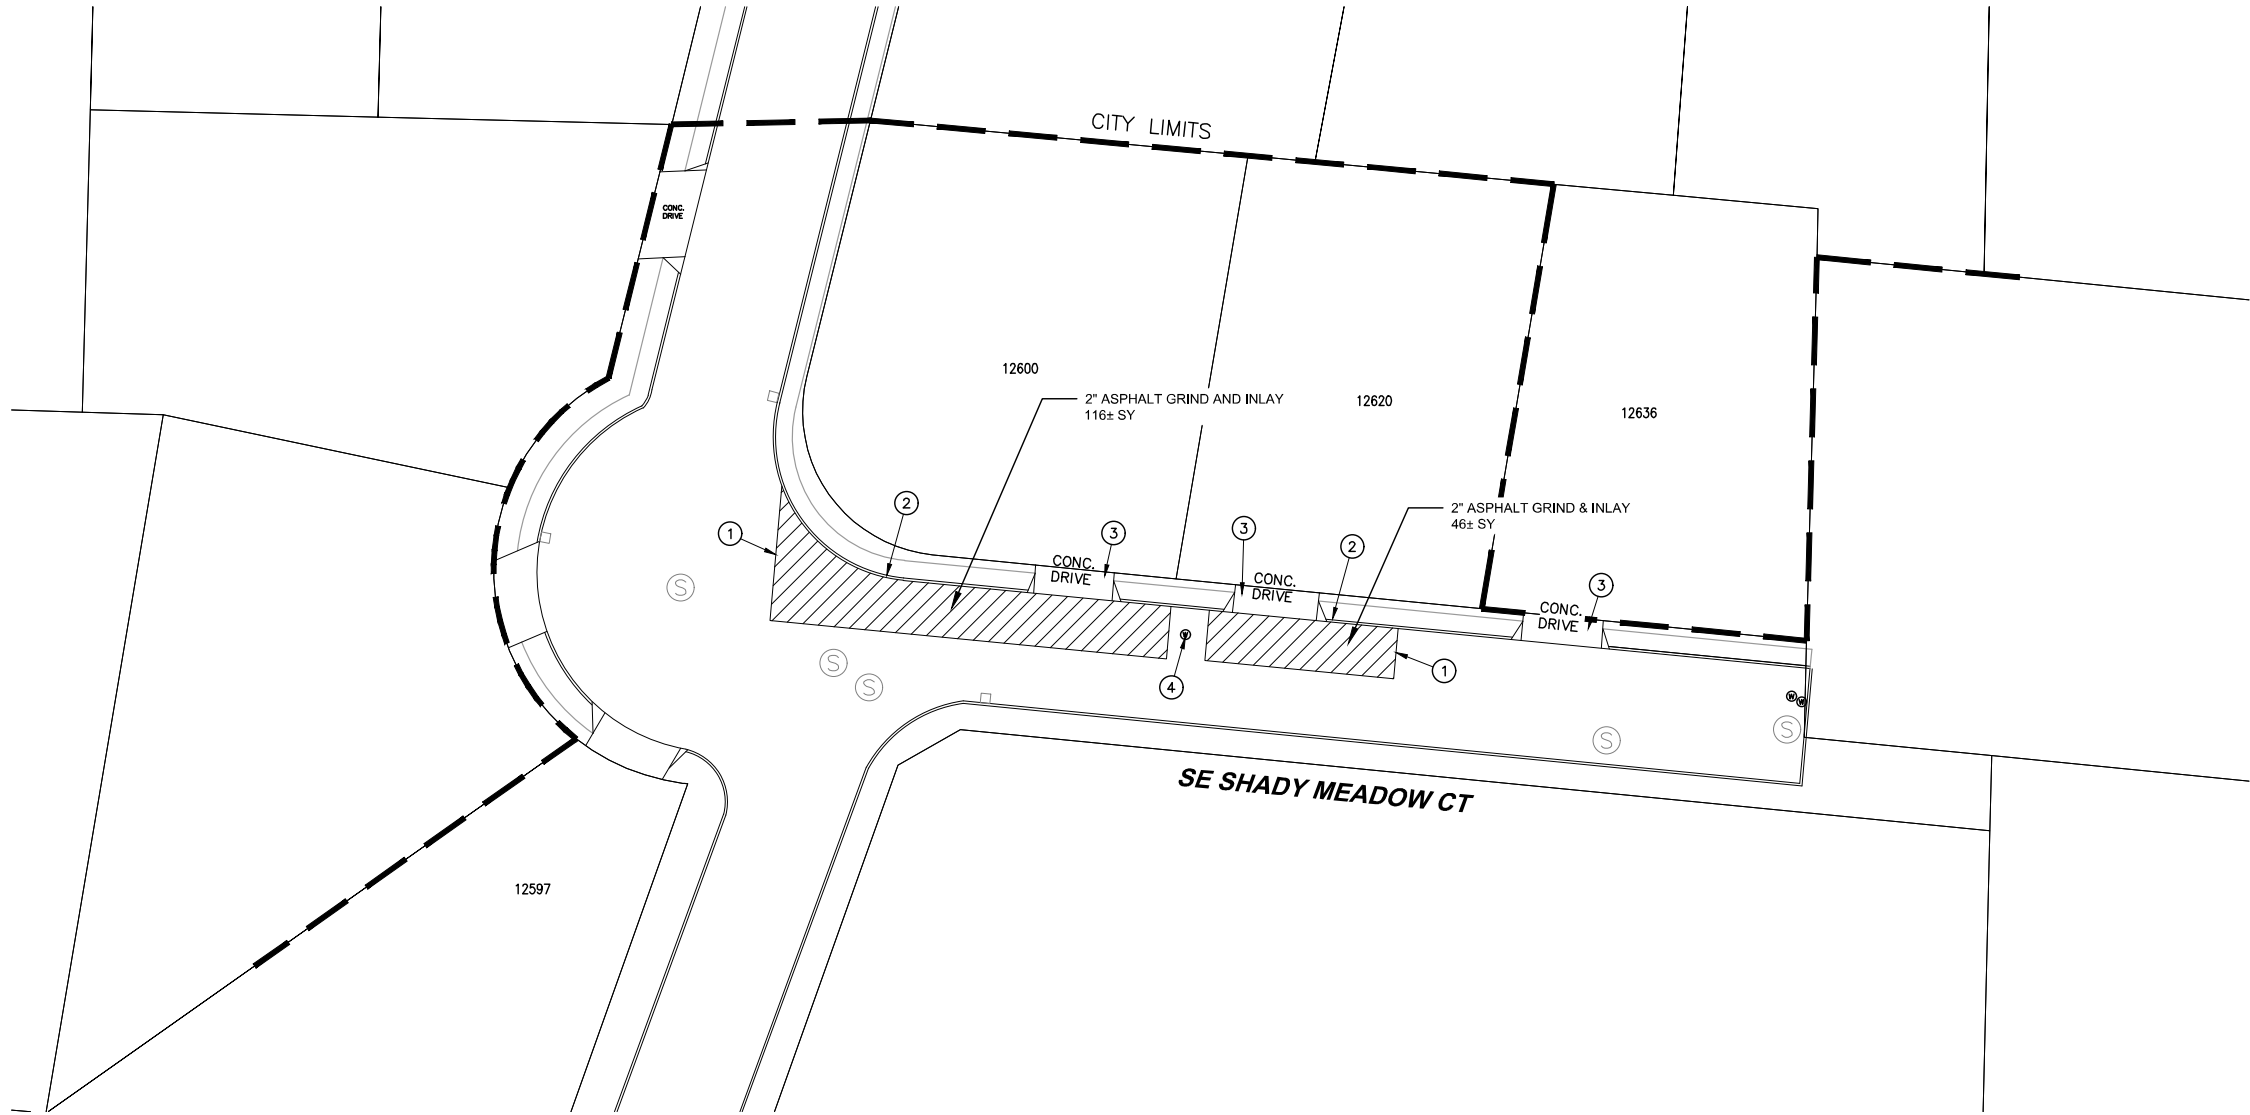 CITY LIMITS
CONC.
DRIVE
12600
2" ASPHALT GRIND AND INLAY
116± SY
12620
12636
2" ASPHALT GRIND & INLAY
46± SY
1
2
3
3
2
3
CONC.
DRIVE
CONC.
DRIVE
CONC.
DRIVE
S
W
4
1
S
S
W
W
S
S
SE SHADY MEADOW CT
12597